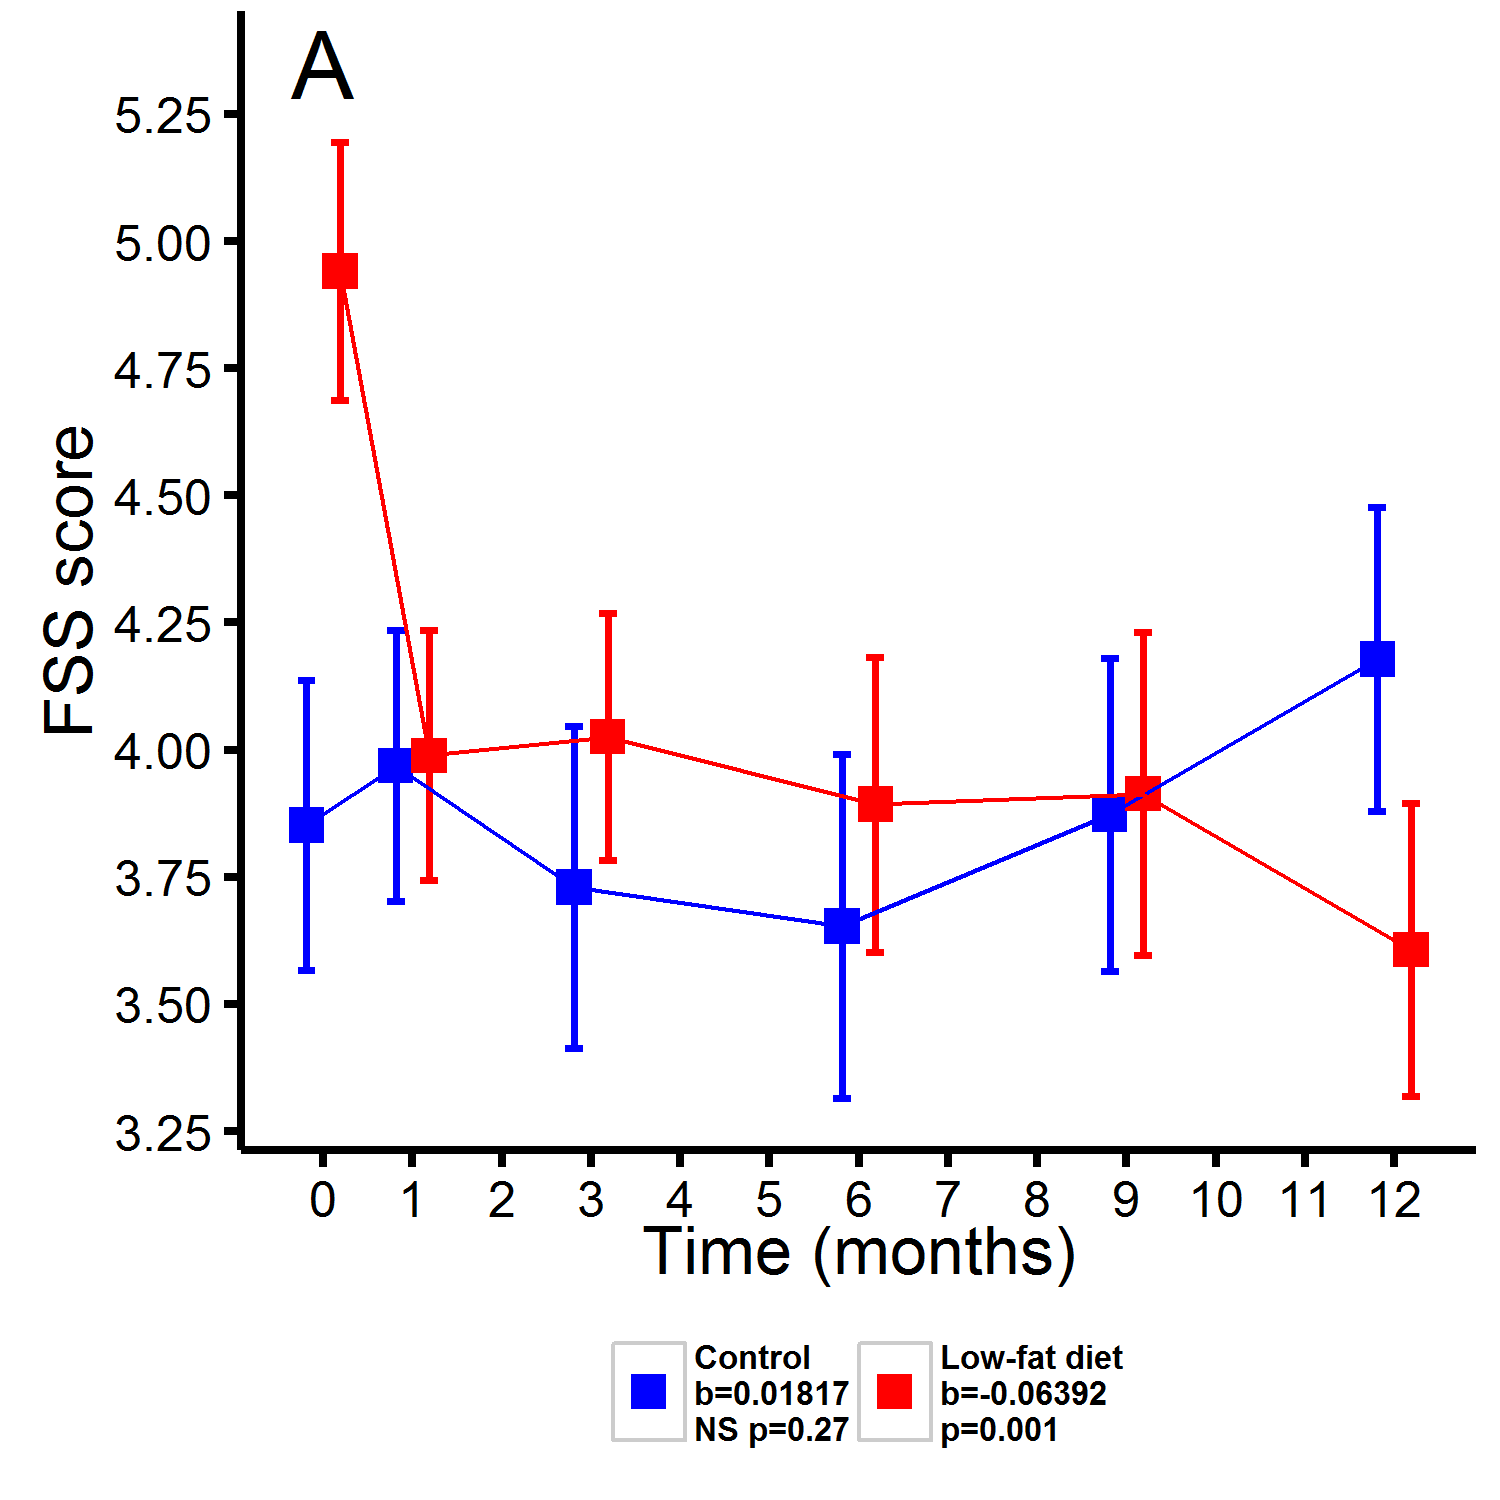 A
5.25
5.00
4.75
4.50
4.25
4.00
3.75
3.50
3.25
FSS score
0 1 2 3 4 5 6 7 8 9 10 11 12
Time (months)
Control
b=0.01817
NS p=0.27
Low-fat diet
b=-0.06392
p=0.001